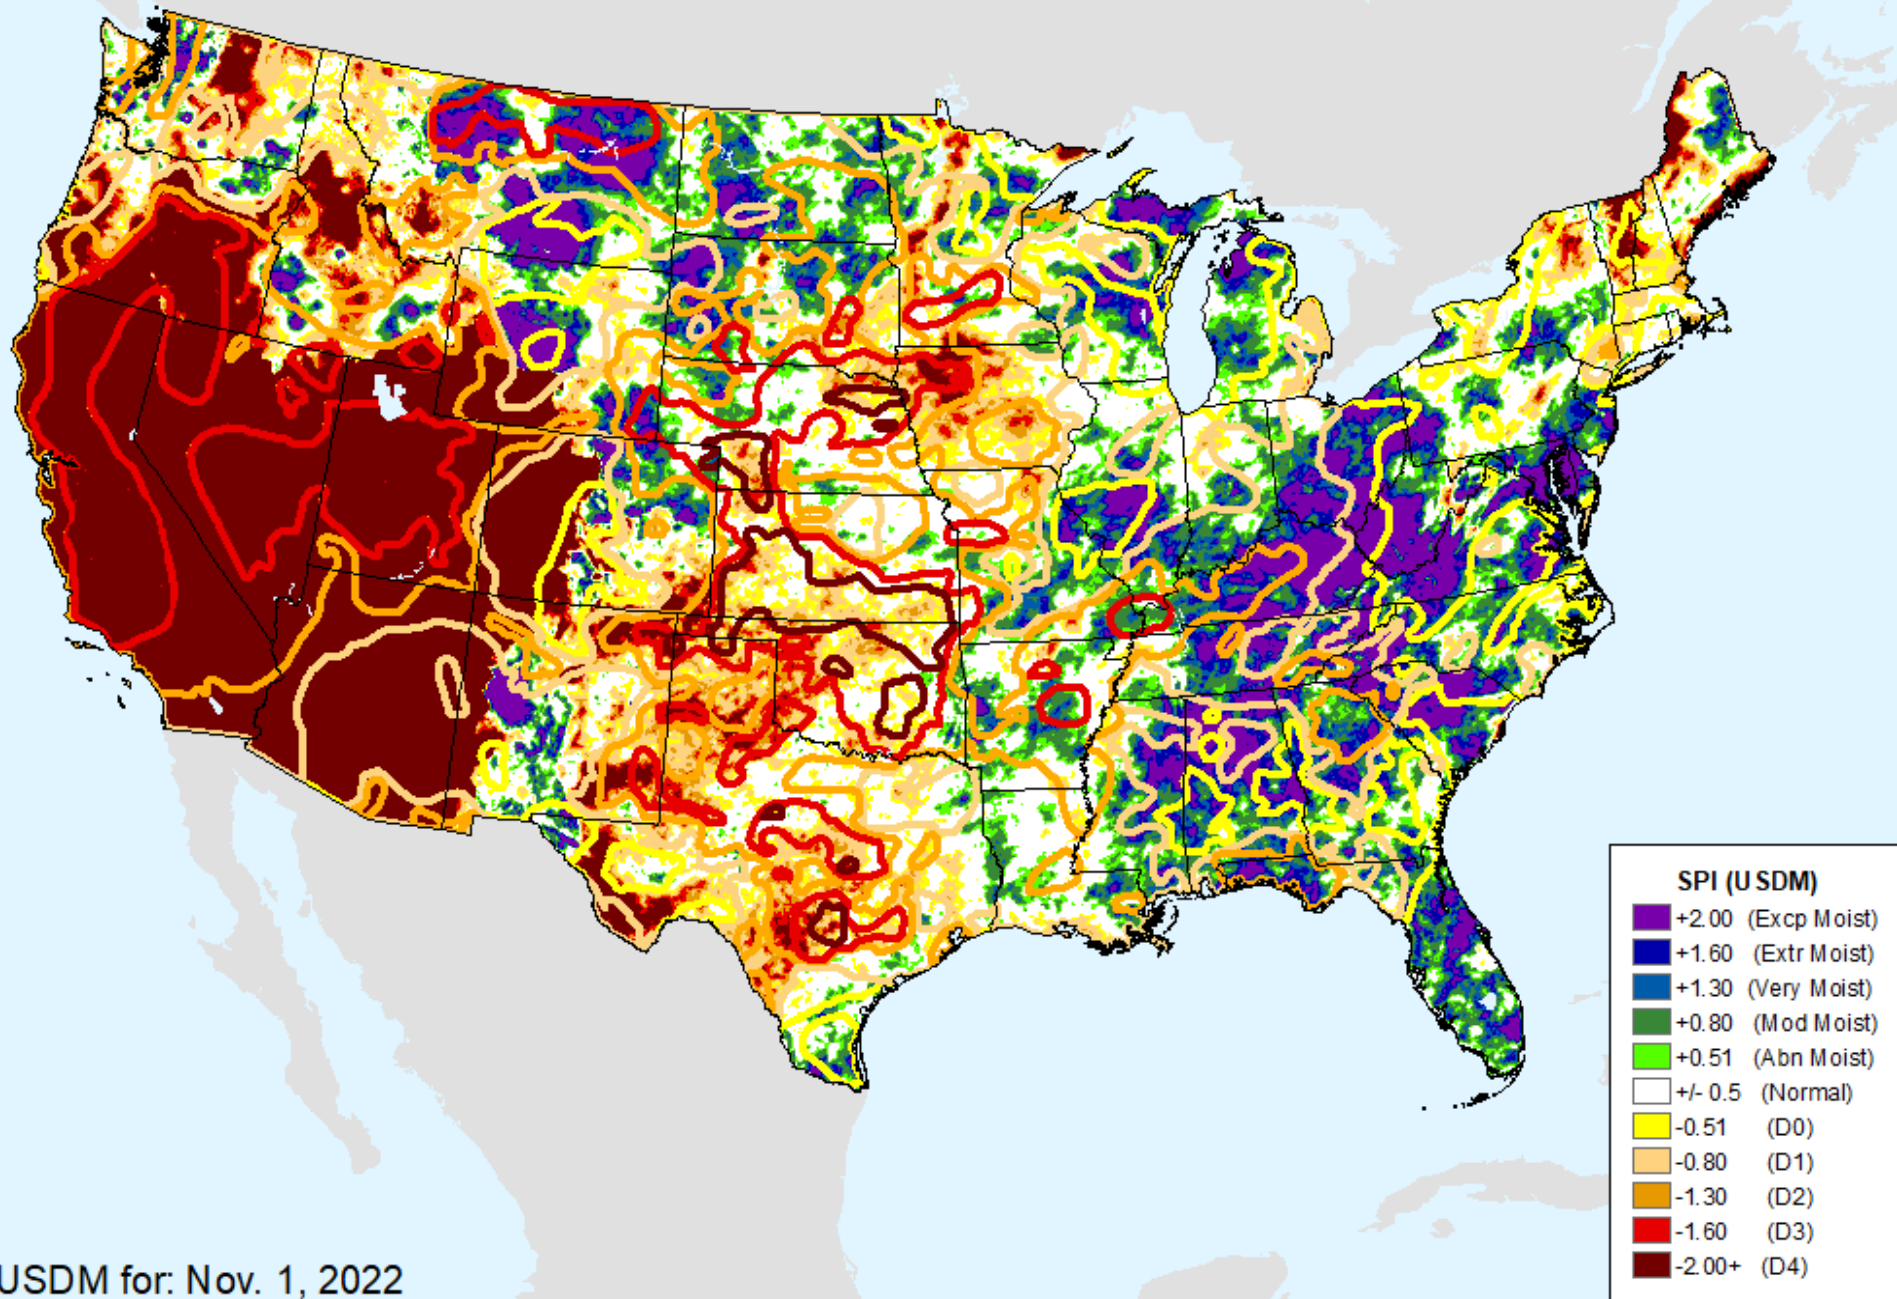 SPI (USDM)
+2.00 (Excp Moist)
+1.60 (Extr Moist)
+1.30 (Very Moist)
+0.80 (Mod Moist)
+0.51 (Abn Moist)
+/- 0.5 (Normal)
-0.51 (D0)
-0.80 (D1)
-1.30 (D2)
-1.60 (D3)
-2.00+ (D4)
USDM for: Nov. 1, 2022